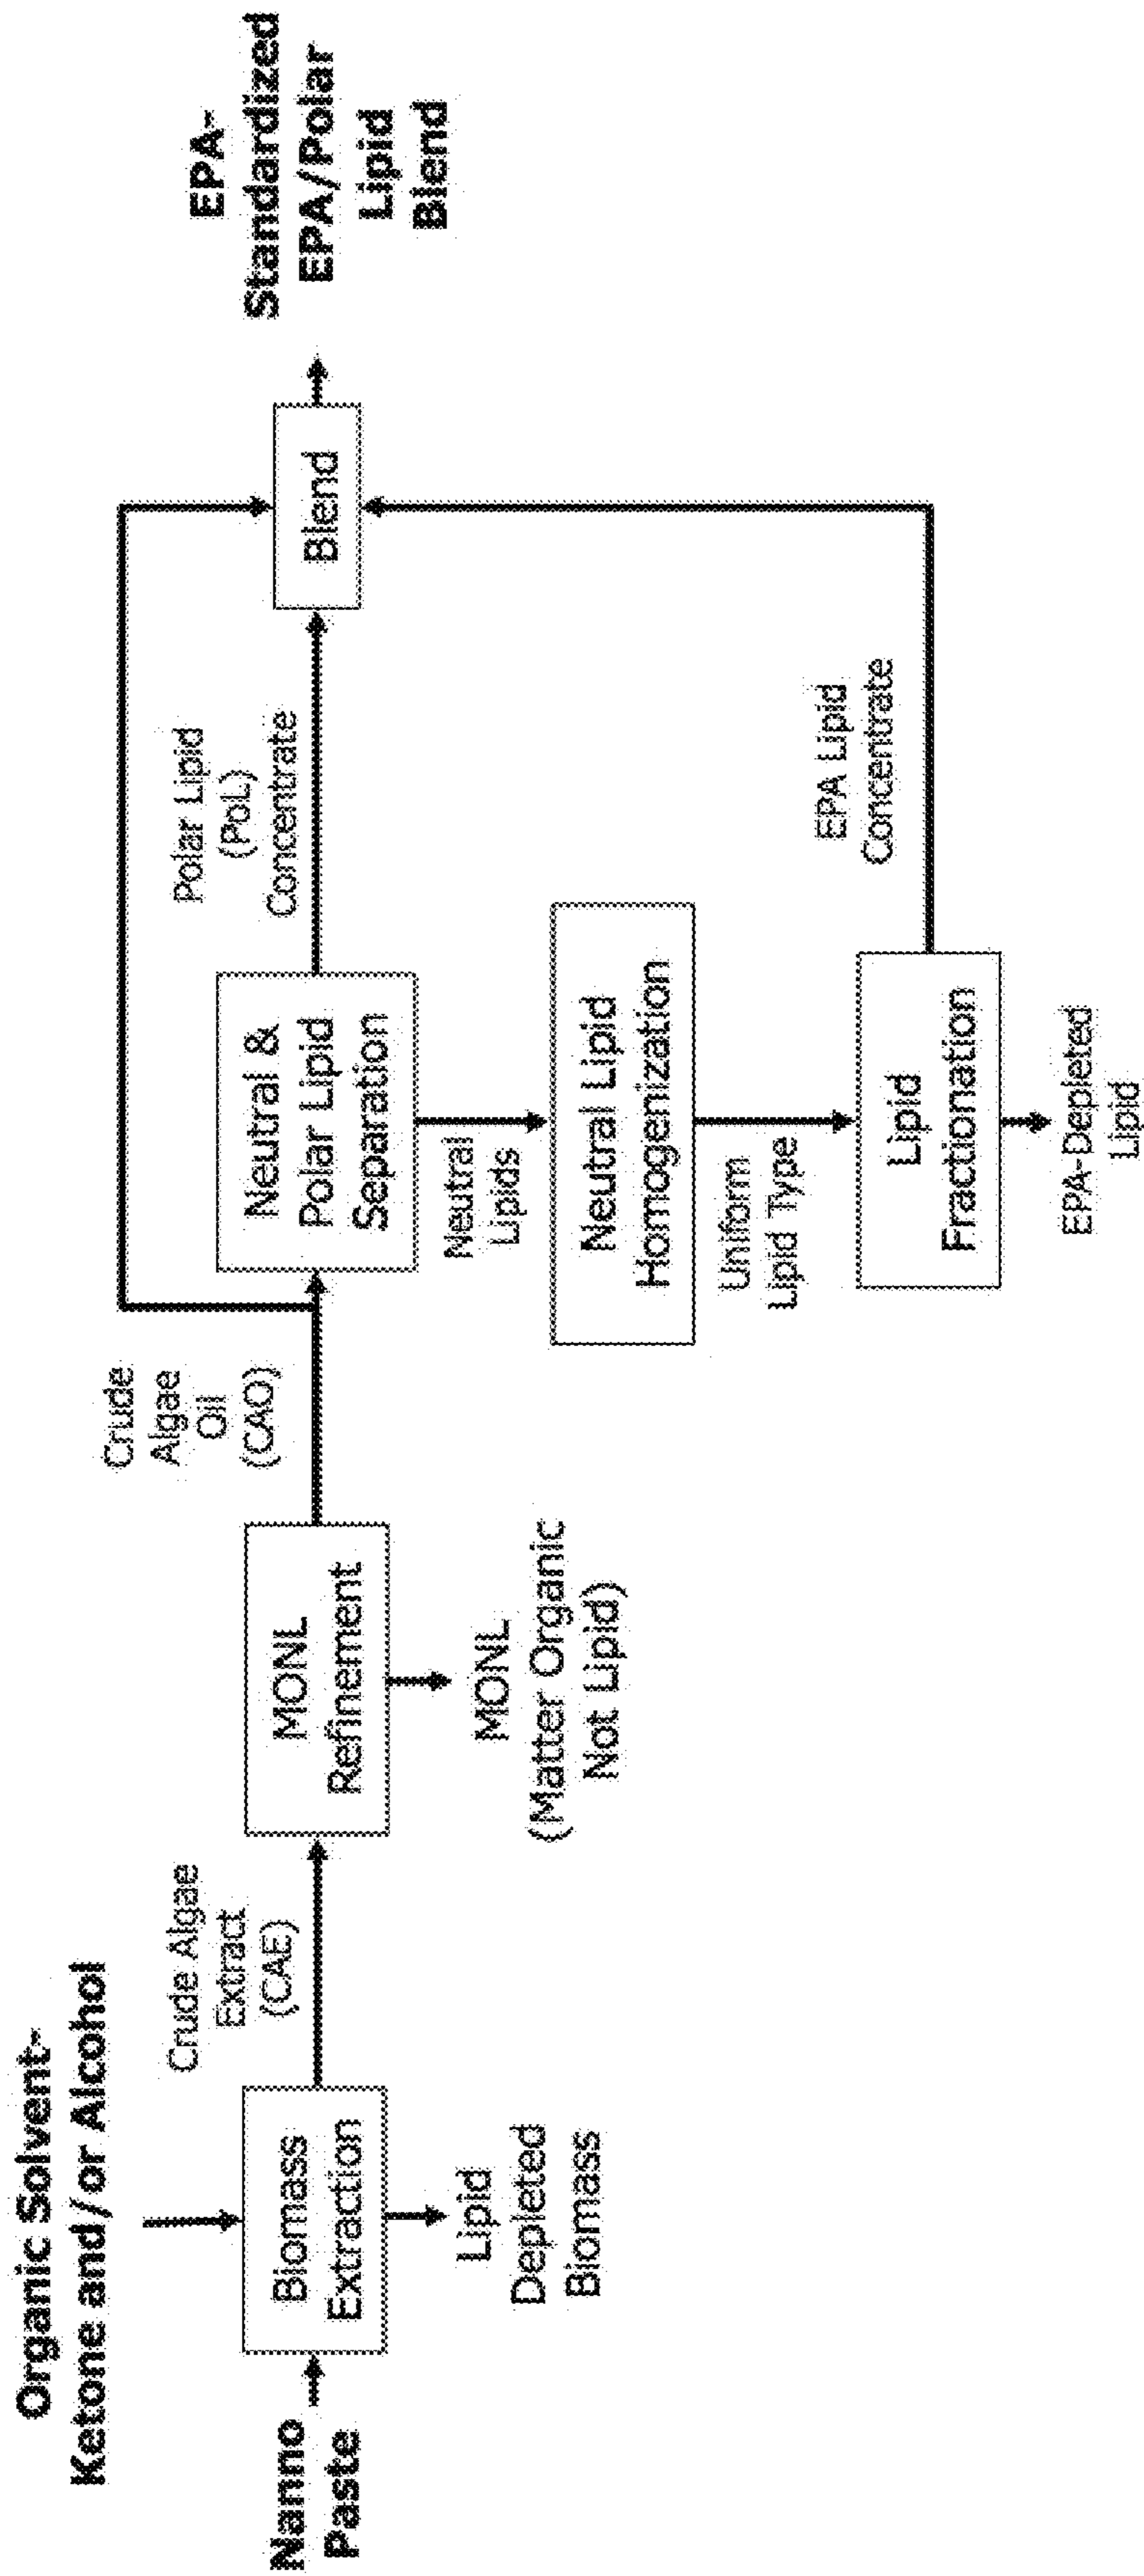 Organic Solvent-
Ketone and/or Alcohol
Nanno
Paste
Biomass
Extraction
Lipid
Depleted
Biomass
Crude Algae
Extract
(CAE)
MONL
Refinement
MONL
(Matter Organic
Not Lipid)
Crude
Algae
Oil
(CAO)
Neutral &
Polar Lipid
Separation
Polar Lipid
(PoL)
Concentrate
Neutral
Lipids
Neutral Lipid
Homogenization
Uniform
Lipid Type
Lipid
Fractionation
EPA-Depleted
Lipid
EPA Lipid
Concentrate
Blend
EPA-
Standardized
EPA/Polar
Lipid
Blend